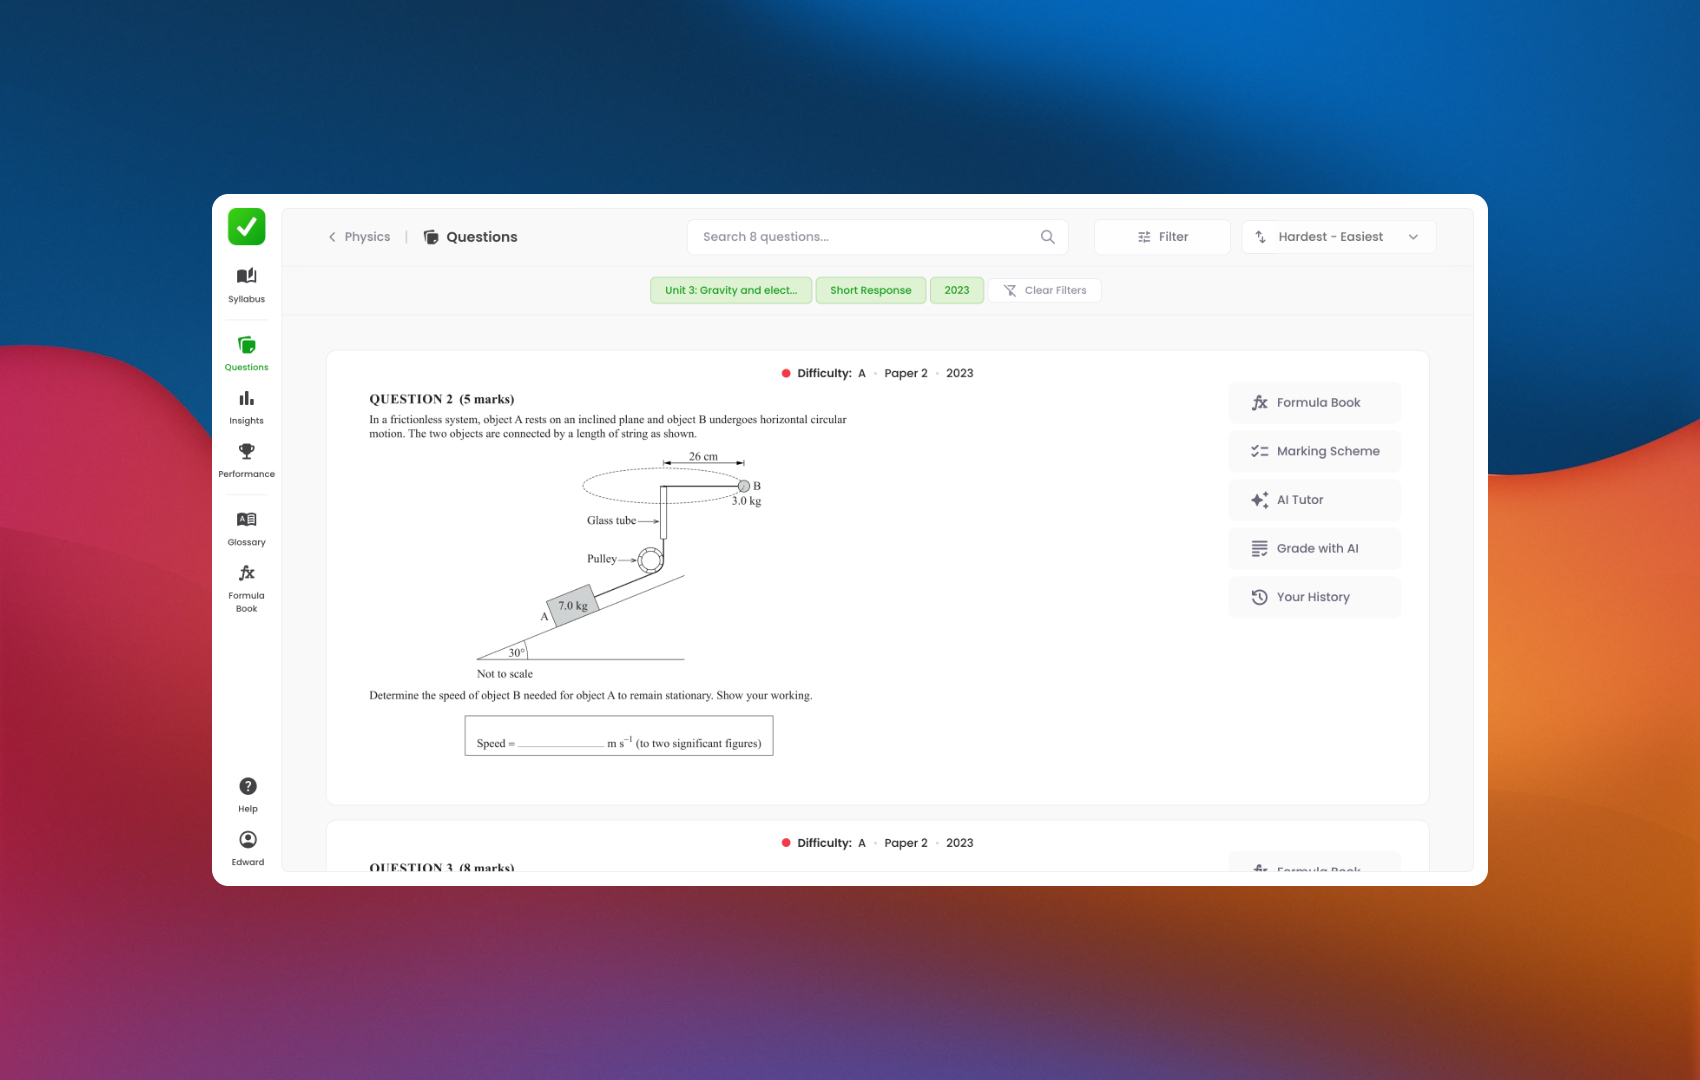 Physics | Questions
Search 8 questions...
Filter
Hardest - Easiest
Unit 3: Gravity and elect...
Short Response
2023
Clear Filters
Syllabus
Questions
Insights
Performance
Glossary
Formula
Book
Help
Edward
Difficulty: A • Paper 2 • 2023
QUESTION 2 (5 marks)
In a frictionless system, object A rests on an inclined plane and object B undergoes horizontal circular
motion. The two objects are connected by a length of string as shown.
26 cm
B
3.0 kg
Glass tube
Pulley
7.0 kg
A
30°
Not to scale
Determine the speed of object B needed for object A to remain stationary. Show your working.
Speed = ____________ m s⁻¹ (to two significant figures)
Formula Book
Marking Scheme
AI Tutor
Grade with AI
Your History
Difficulty: A • Paper 2 • 2023
QUESTION 3 (8 marks)
Formula Book